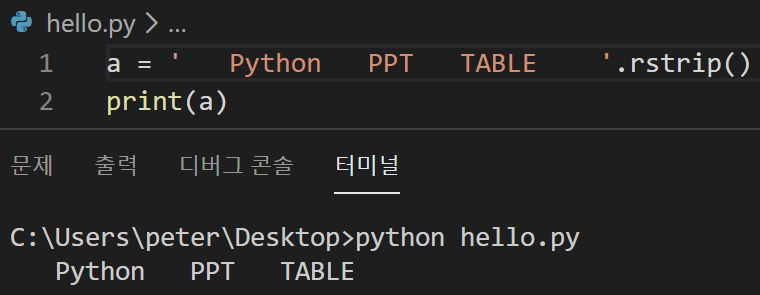 hello.py > ...
1 a = '   Python   PPT   TABLE    '.rstrip()
2 print(a)
문제 출력 디버그 콘솔 터미널
C:\Users\peter\Desktop>python hello.py
   Python   PPT   TABLE